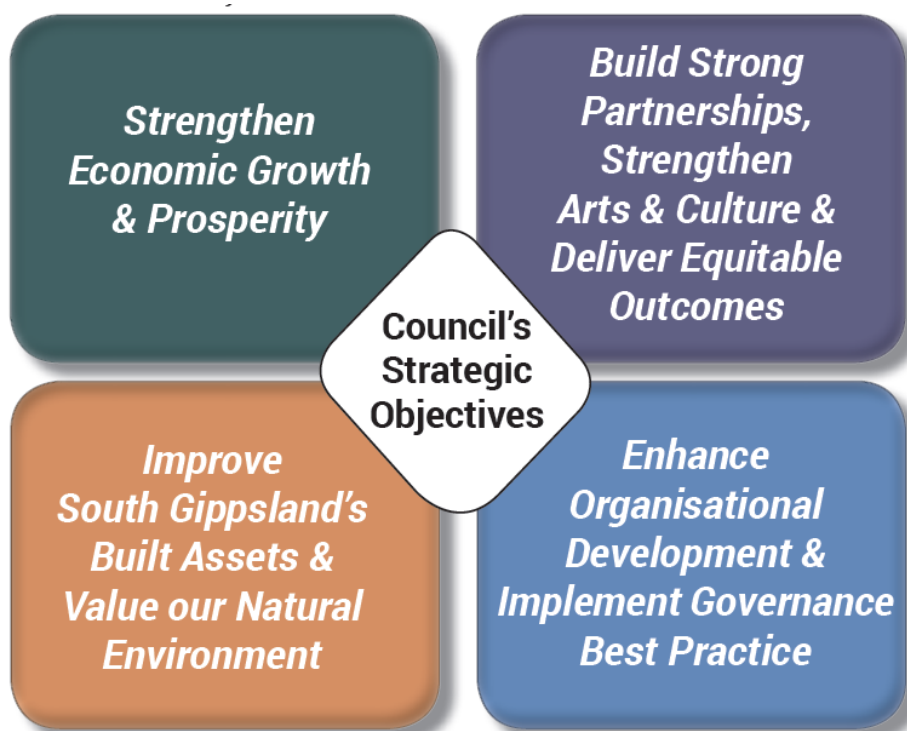 Strengthen
Economic Growth
& Prosperity
Build Strong
Partnerships,
Strengthen
Arts & Culture &
Deliver Equitable
Outcomes
Council's
Strategic
Objectives
Improve
South Gippsland's
Built Assets &
Value our Natural
Environment
Enhance
Organisational
Development &
Implement Governance
Best Practice